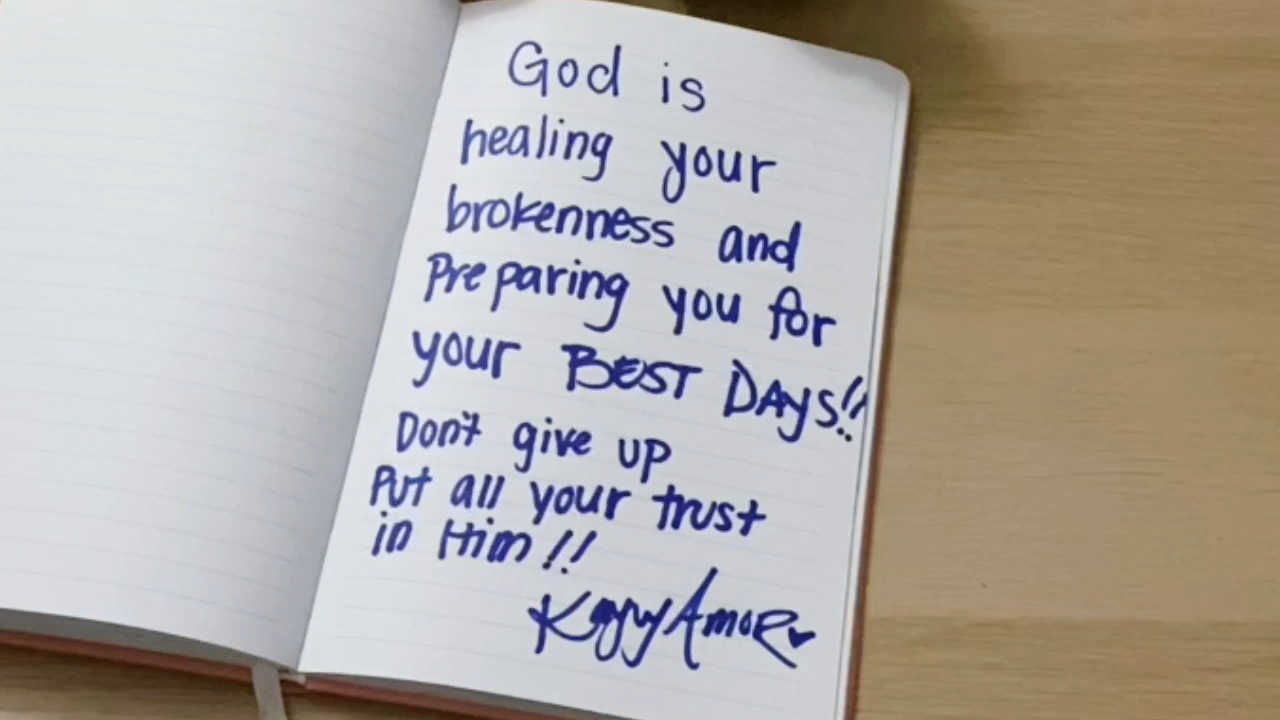 God is
healing your
brokenness and
Preparing you for
your BEST DAYS!!
Don't give up
Put all your trust
in Him!!
Amor